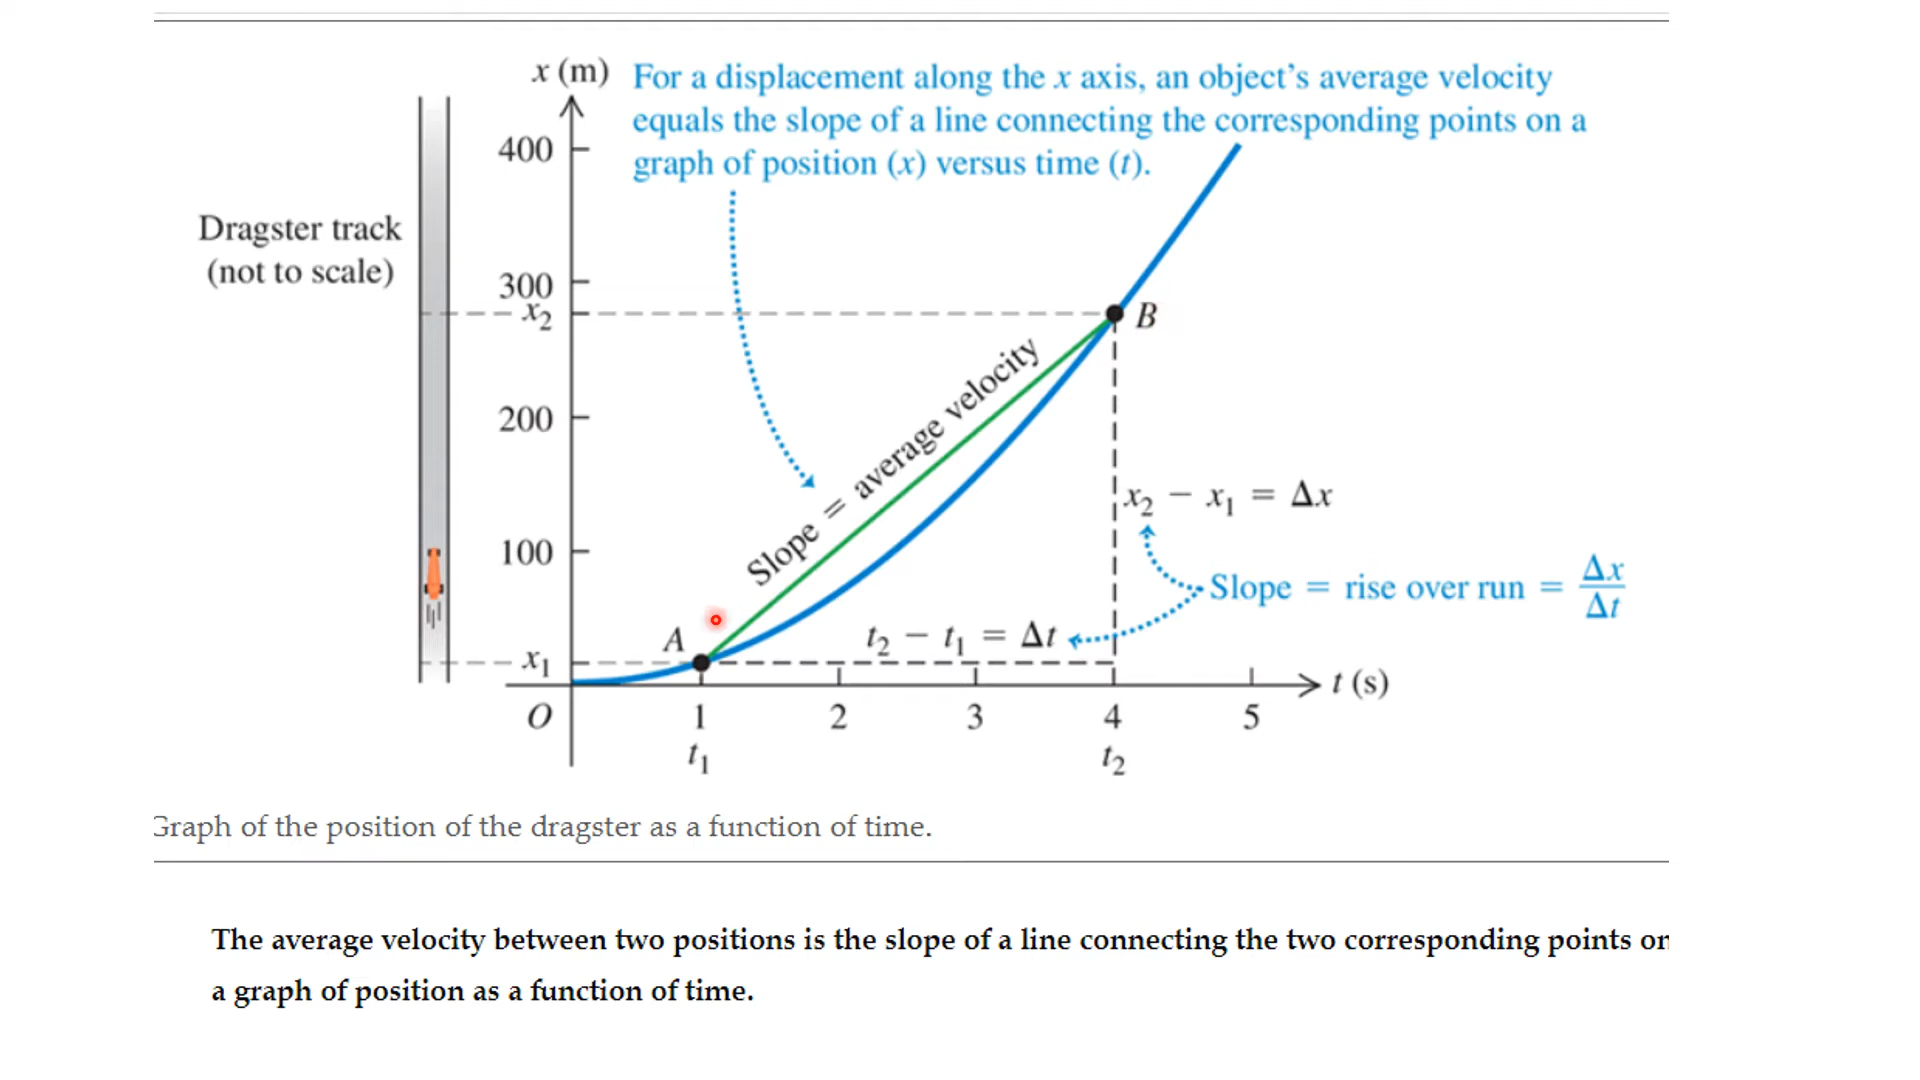 x (m)
For a displacement along the x axis, an object's average velocity
equals the slope of a line connecting the corresponding points on a
graph of position (x) versus time (t).
400
Dragster track
(not to scale)
300
x₂
B
200
Slope = average velocity
x₂ − x₁ = Δx
100
Slope = rise over run = Δx/Δt
A
t₂ − t₁ = Δt
x₁
t (s)
O 1 2 3 4 5
t₁ t₂
Graph of the position of the dragster as a function of time.
The average velocity between two positions is the slope of a line connecting the two corresponding points on
a graph of position as a function of time.